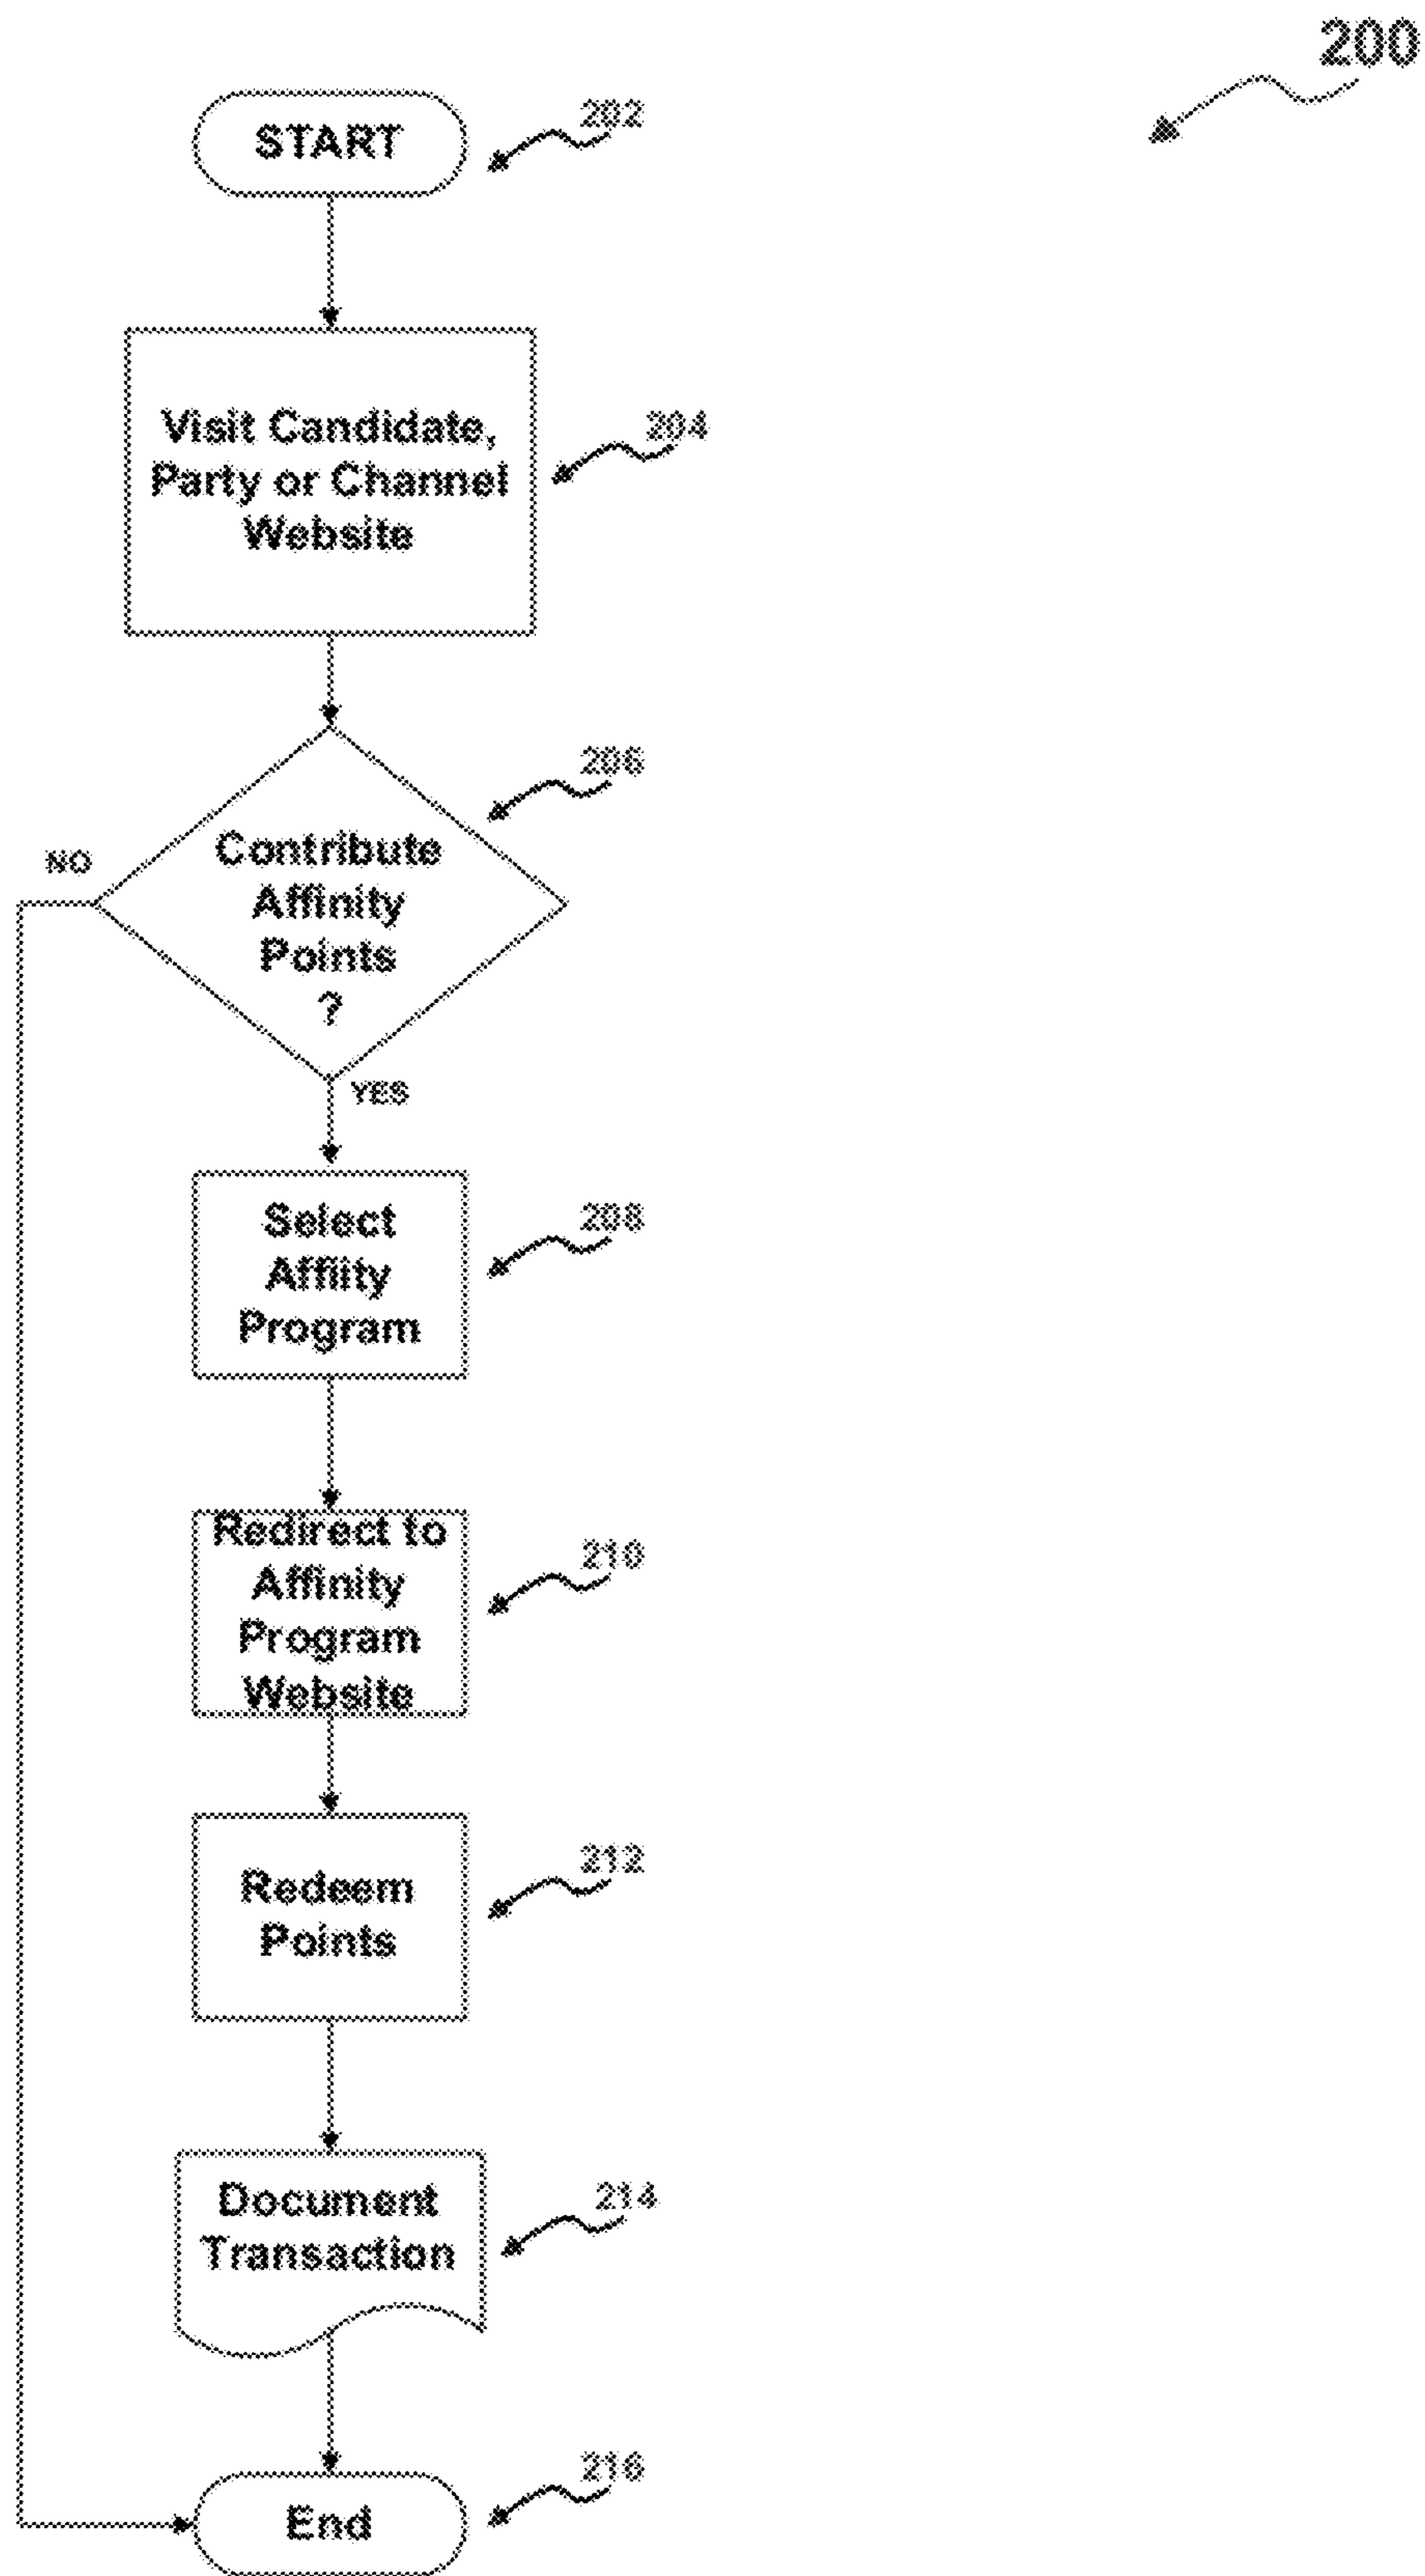 200
START
202
Visit Candidate,
Party or Channel
Website
204
206
Contribute
Affinity
Points
?
NO
YES
Select
Affiity
Program
208
Redirect to
Affinity
Program
Website
210
Redeem
Points
212
Document
Transaction
214
End
216